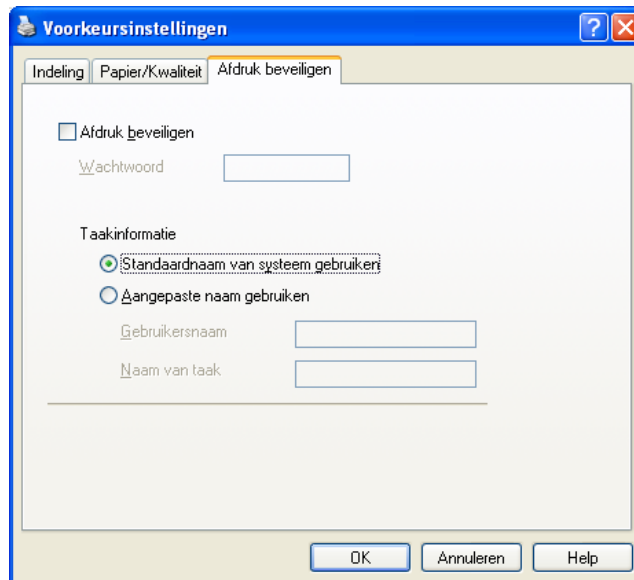 Voorkeursinstellingen
Indeling Papier/Kwaliteit Afdruk beveiligen
Afdruk beveiligen
Wachtwoord
Taakinformatie
Standaardnaam van systeem gebruiken
Aangepaste naam gebruiken
Gebruikersnaam
Naam van taak
OK Annuleren Help